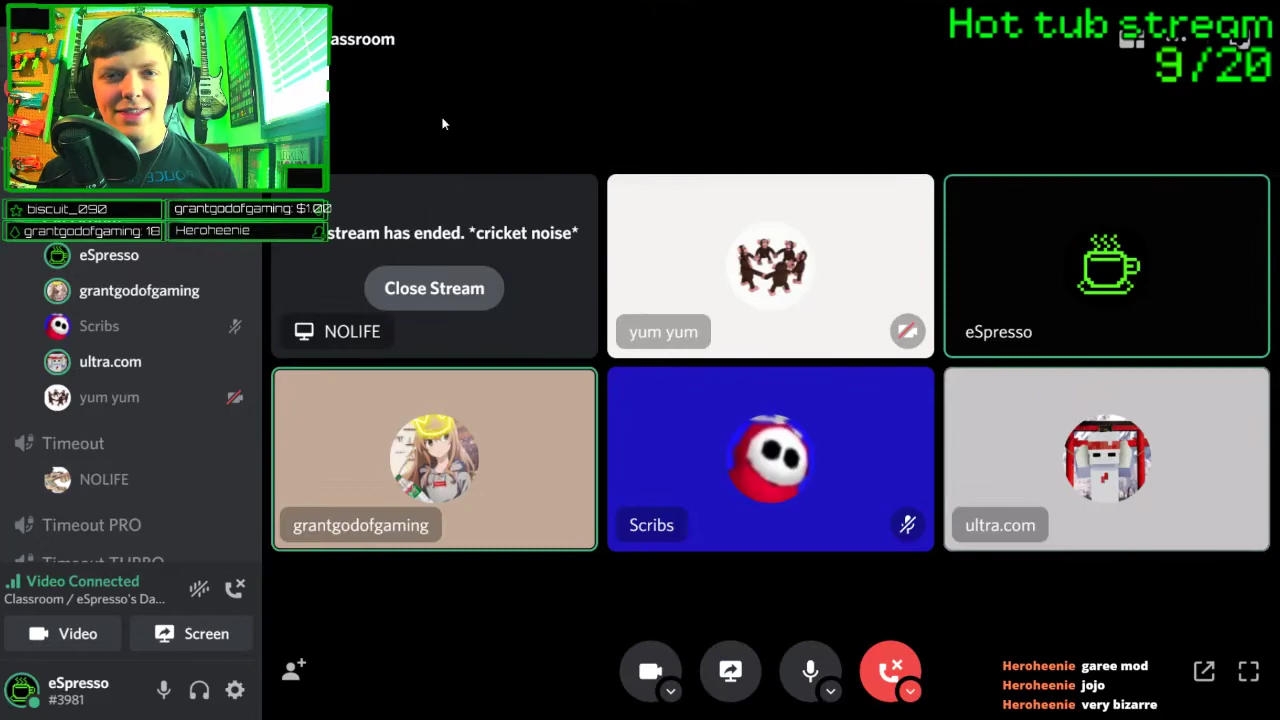 Hot tub stream
9/20
assroom
biscuit_090
grantgodofgaming: $1.00
grantgodofgaming: 18
Heroheenie
eSpresso
grantgodofgaming
Scribs
ultra.com
yum yum
Timeout
NOLIFE
Timeout PRO
Timeout TURBO
Video Connected
Classroom / eSpresso's Da...
Video
Screen
eSpresso
#3981
stream has ended. *cricket noise*
Close Stream
NOLIFE
yum yum
eSpresso
grantgodofgaming
Scribs
ultra.com
Heroheenie garee mod
Heroheenie jojo
Heroheenie very bizarre